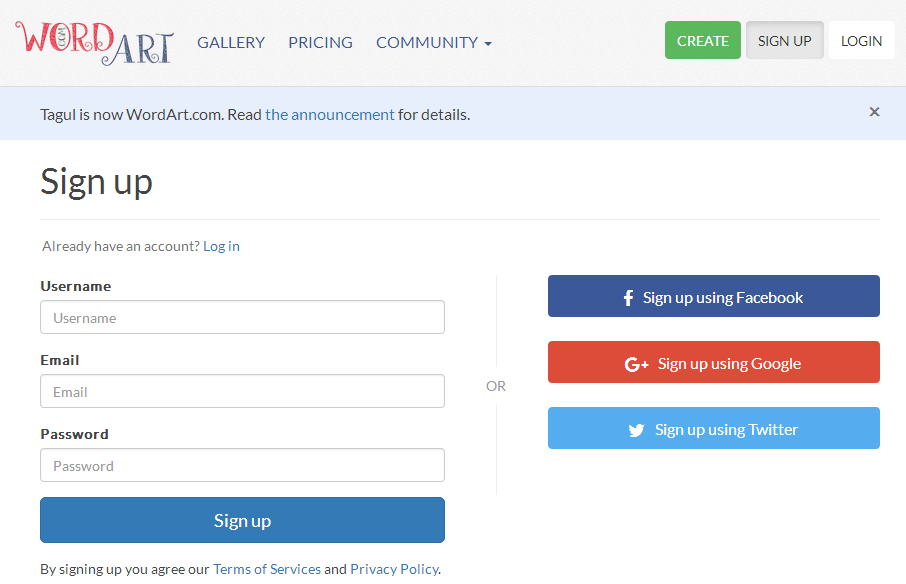 WORD ART .COM
GALLERY PRICING COMMUNITY CREATE SIGN UP LOGIN
Tagul is now WordArt.com. Read the announcement for details. ×
Sign up
Already have an account? Log in
Username
Username
Email
Email
Password
Password
Sign up
By signing up you agree our Terms of Services and Privacy Policy.
OR
f Sign up using Facebook
G+ Sign up using Google
Sign up using Twitter